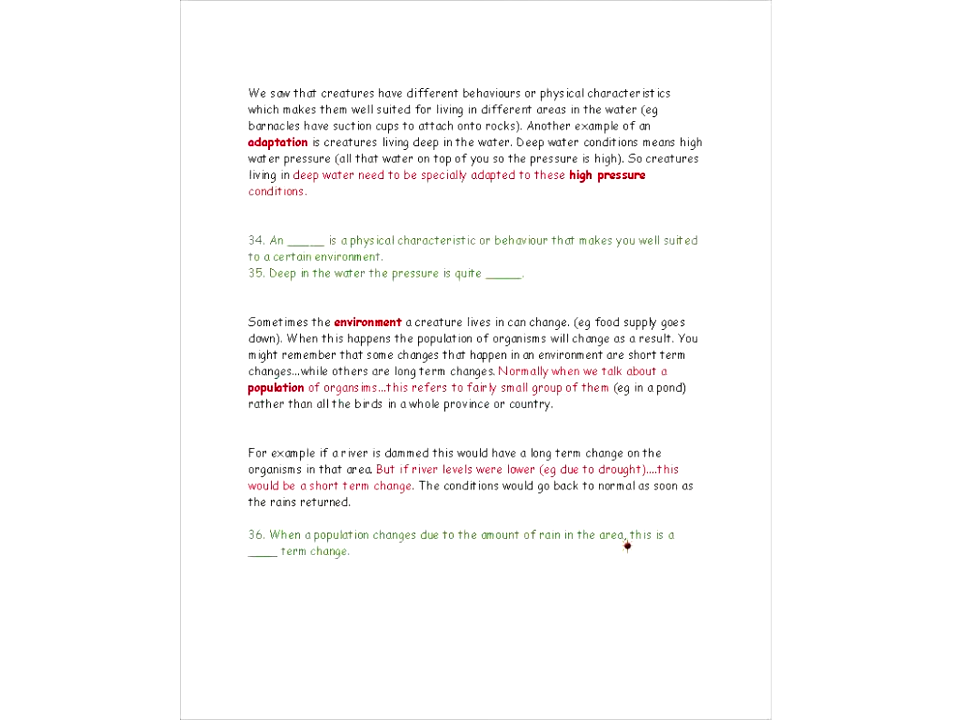 We saw that creatures have different behaviours or physical characteristics
which makes them well suited for living in different areas in the water (eg
barnacles have suction cups to attach onto rocks). Another example of an
adaptation is creatures living deep in the water. Deep water conditions means high
water pressure (all that water on top of you so the pressure is high). So creatures
living in deep water need to be specially adapted to these high pressure
conditions.
34. An _____ is a physical characteristic or behaviour that makes you well suited
to a certain environment.
35. Deep in the water the pressure is quite _____.
Sometimes the environment a creature lives in can change. (eg food supply goes
down). When this happens the population of organisms will change as a result. You
might remember that some changes that happen in an environment are short term
changes...while others are long term changes. Normally when we talk about a
population of organsims...this refers to fairly small group of them (eg in a pond)
rather than all the birds in a whole province or country.
For example if a river is dammed this would have a long term change on the
organisms in that area. But if river levels were lower (eg due to drought)....this
would be a short term change. The conditions would go back to normal as soon as
the rains returned.
36. When a population changes due to the amount of rain in the area, this is a
____ term change.